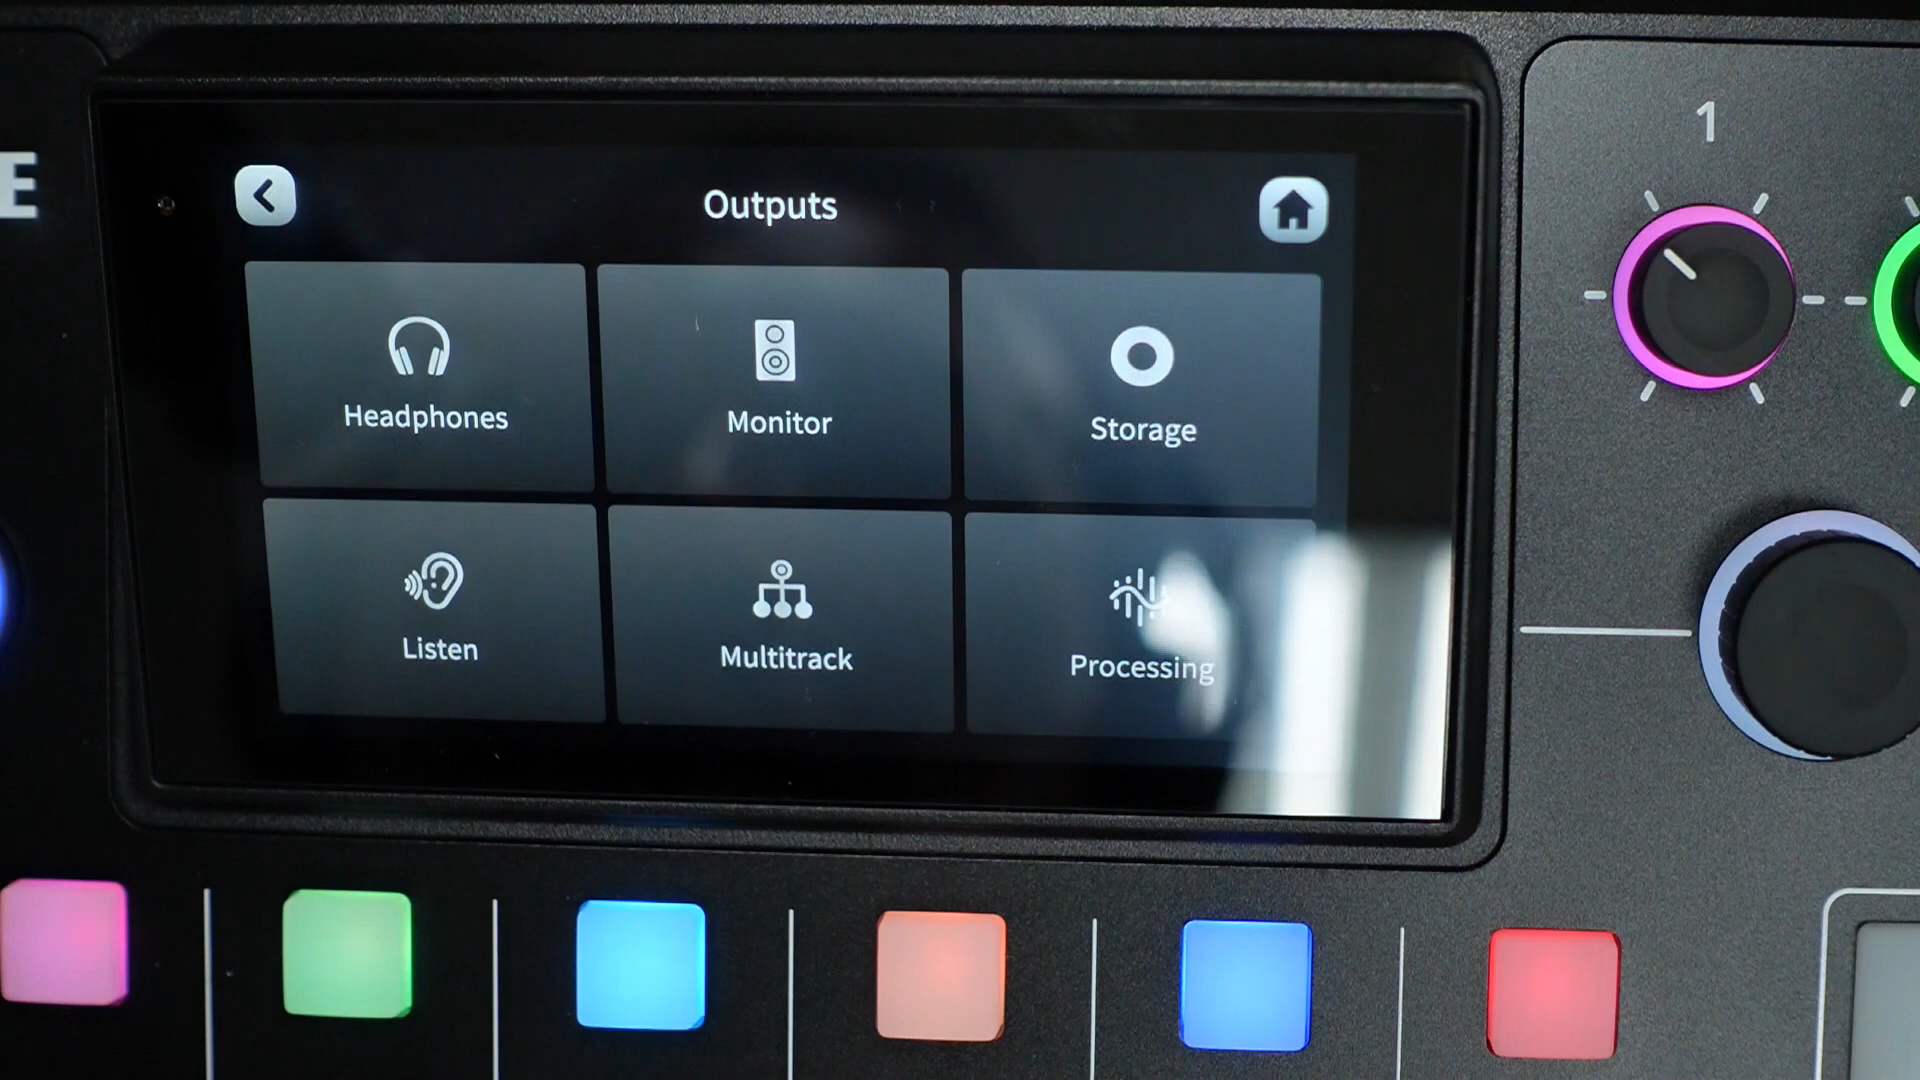 E
Outputs
1
Headphones
Monitor
Storage
Listen
Multitrack
Processing